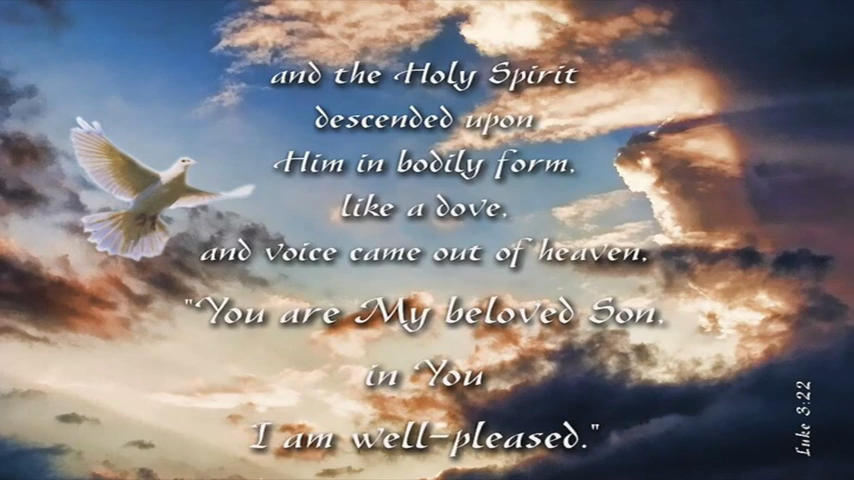 and the Holy Spirit
descended upon
Him in bodily form,
like a dove,
and voice came out of heaven,
"You are My beloved Son,
in You
I am well-pleased."
Luke 3:22